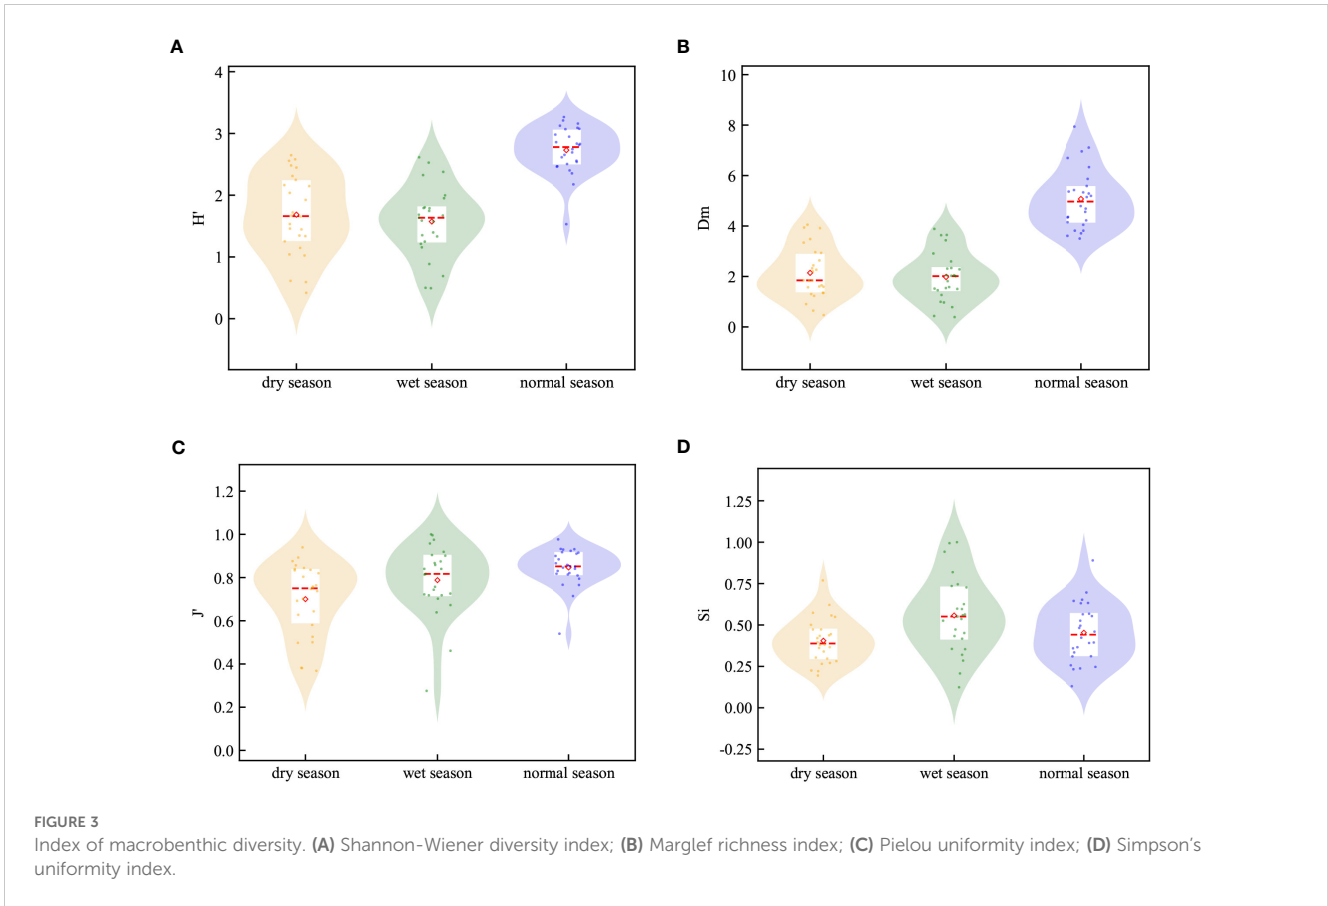 A
4
3
2
1
0
H'
dry season
wet season
normal season
B
10
8
6
4
2
0
Dm
dry season
wet season
normal season
C
1.2
1.0
0.8
0.6
0.4
0.2
0.0
J'
dry season
wet season
normal season
D
1.25
1.00
0.75
0.50
0.25
0.00
-0.25
Si
dry season
wet season
normal season
FIGURE 3
Index of macrobenthic diversity. (A) Shannon-Wiener diversity index; (B) Marglef richness index; (C) Pielou uniformity index; (D) Simpson's
uniformity index.